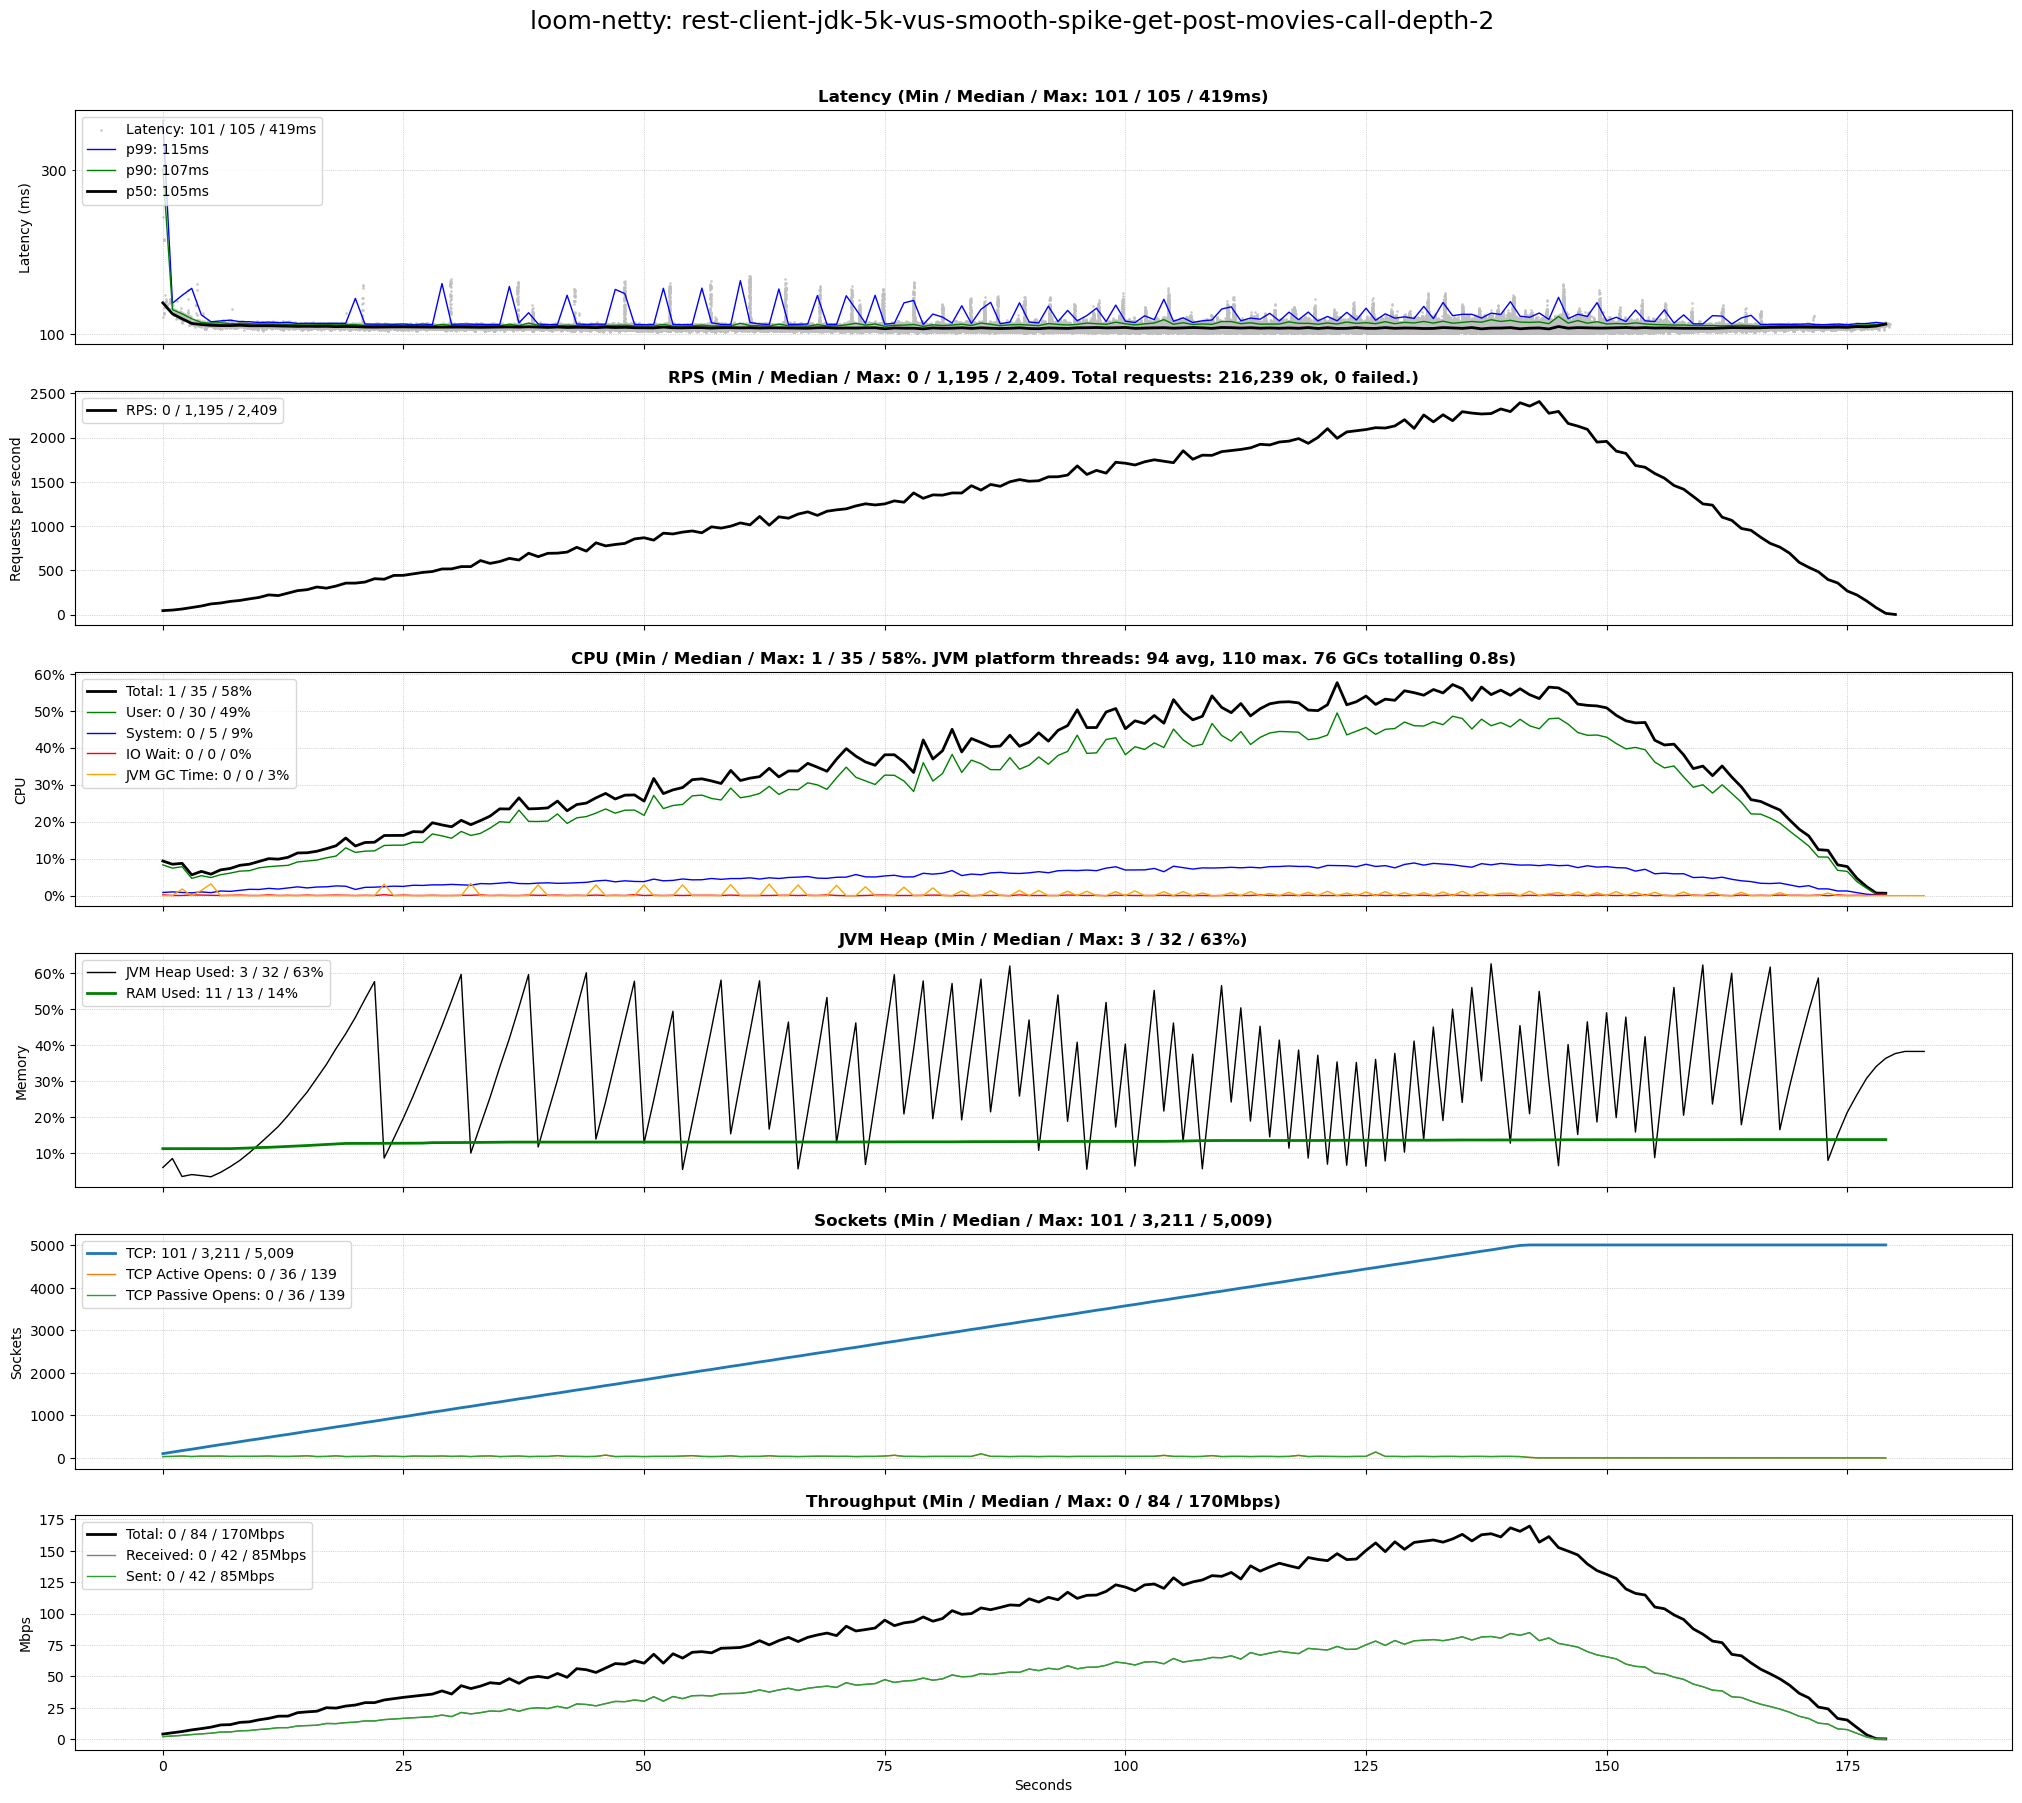 loom-netty: rest-client-jdk-5k-vus-smooth-spike-get-post-movies-call-depth-2
Latency (Min / Median / Max: 101 / 105 / 419ms)
Latency: 101 / 105 / 419ms
p99: 115ms
p90: 107ms
p50: 105ms
300
100
Latency (ms)
RPS (Min / Median / Max: 0 / 1,195 / 2,409. Total requests: 216,239 ok, 0 failed.)
RPS: 0 / 1,195 / 2,409
2500
2000
1500
1000
500
0
Requests per second
CPU (Min / Median / Max: 1 / 35 / 58%. JVM platform threads: 94 avg, 110 max. 76 GCs totalling 0.8s)
Total: 1 / 35 / 58%
User: 0 / 30 / 49%
System: 0 / 5 / 9%
IO Wait: 0 / 0 / 0%
JVM GC Time: 0 / 0 / 3%
60%
50%
40%
30%
20%
10%
0%
CPU
JVM Heap (Min / Median / Max: 3 / 32 / 63%)
JVM Heap Used: 3 / 32 / 63%
RAM Used: 11 / 13 / 14%
60%
50%
40%
30%
20%
10%
Memory
Sockets (Min / Median / Max: 101 / 3,211 / 5,009)
TCP: 101 / 3,211 / 5,009
TCP Active Opens: 0 / 36 / 139
TCP Passive Opens: 0 / 36 / 139
5000
4000
3000
2000
1000
0
Sockets
Throughput (Min / Median / Max: 0 / 84 / 170Mbps)
Total: 0 / 84 / 170Mbps
Received: 0 / 42 / 85Mbps
Sent: 0 / 42 / 85Mbps
175
150
125
100
75
50
25
0
Mbps
0 25 50 75 100 125 150 175
Seconds